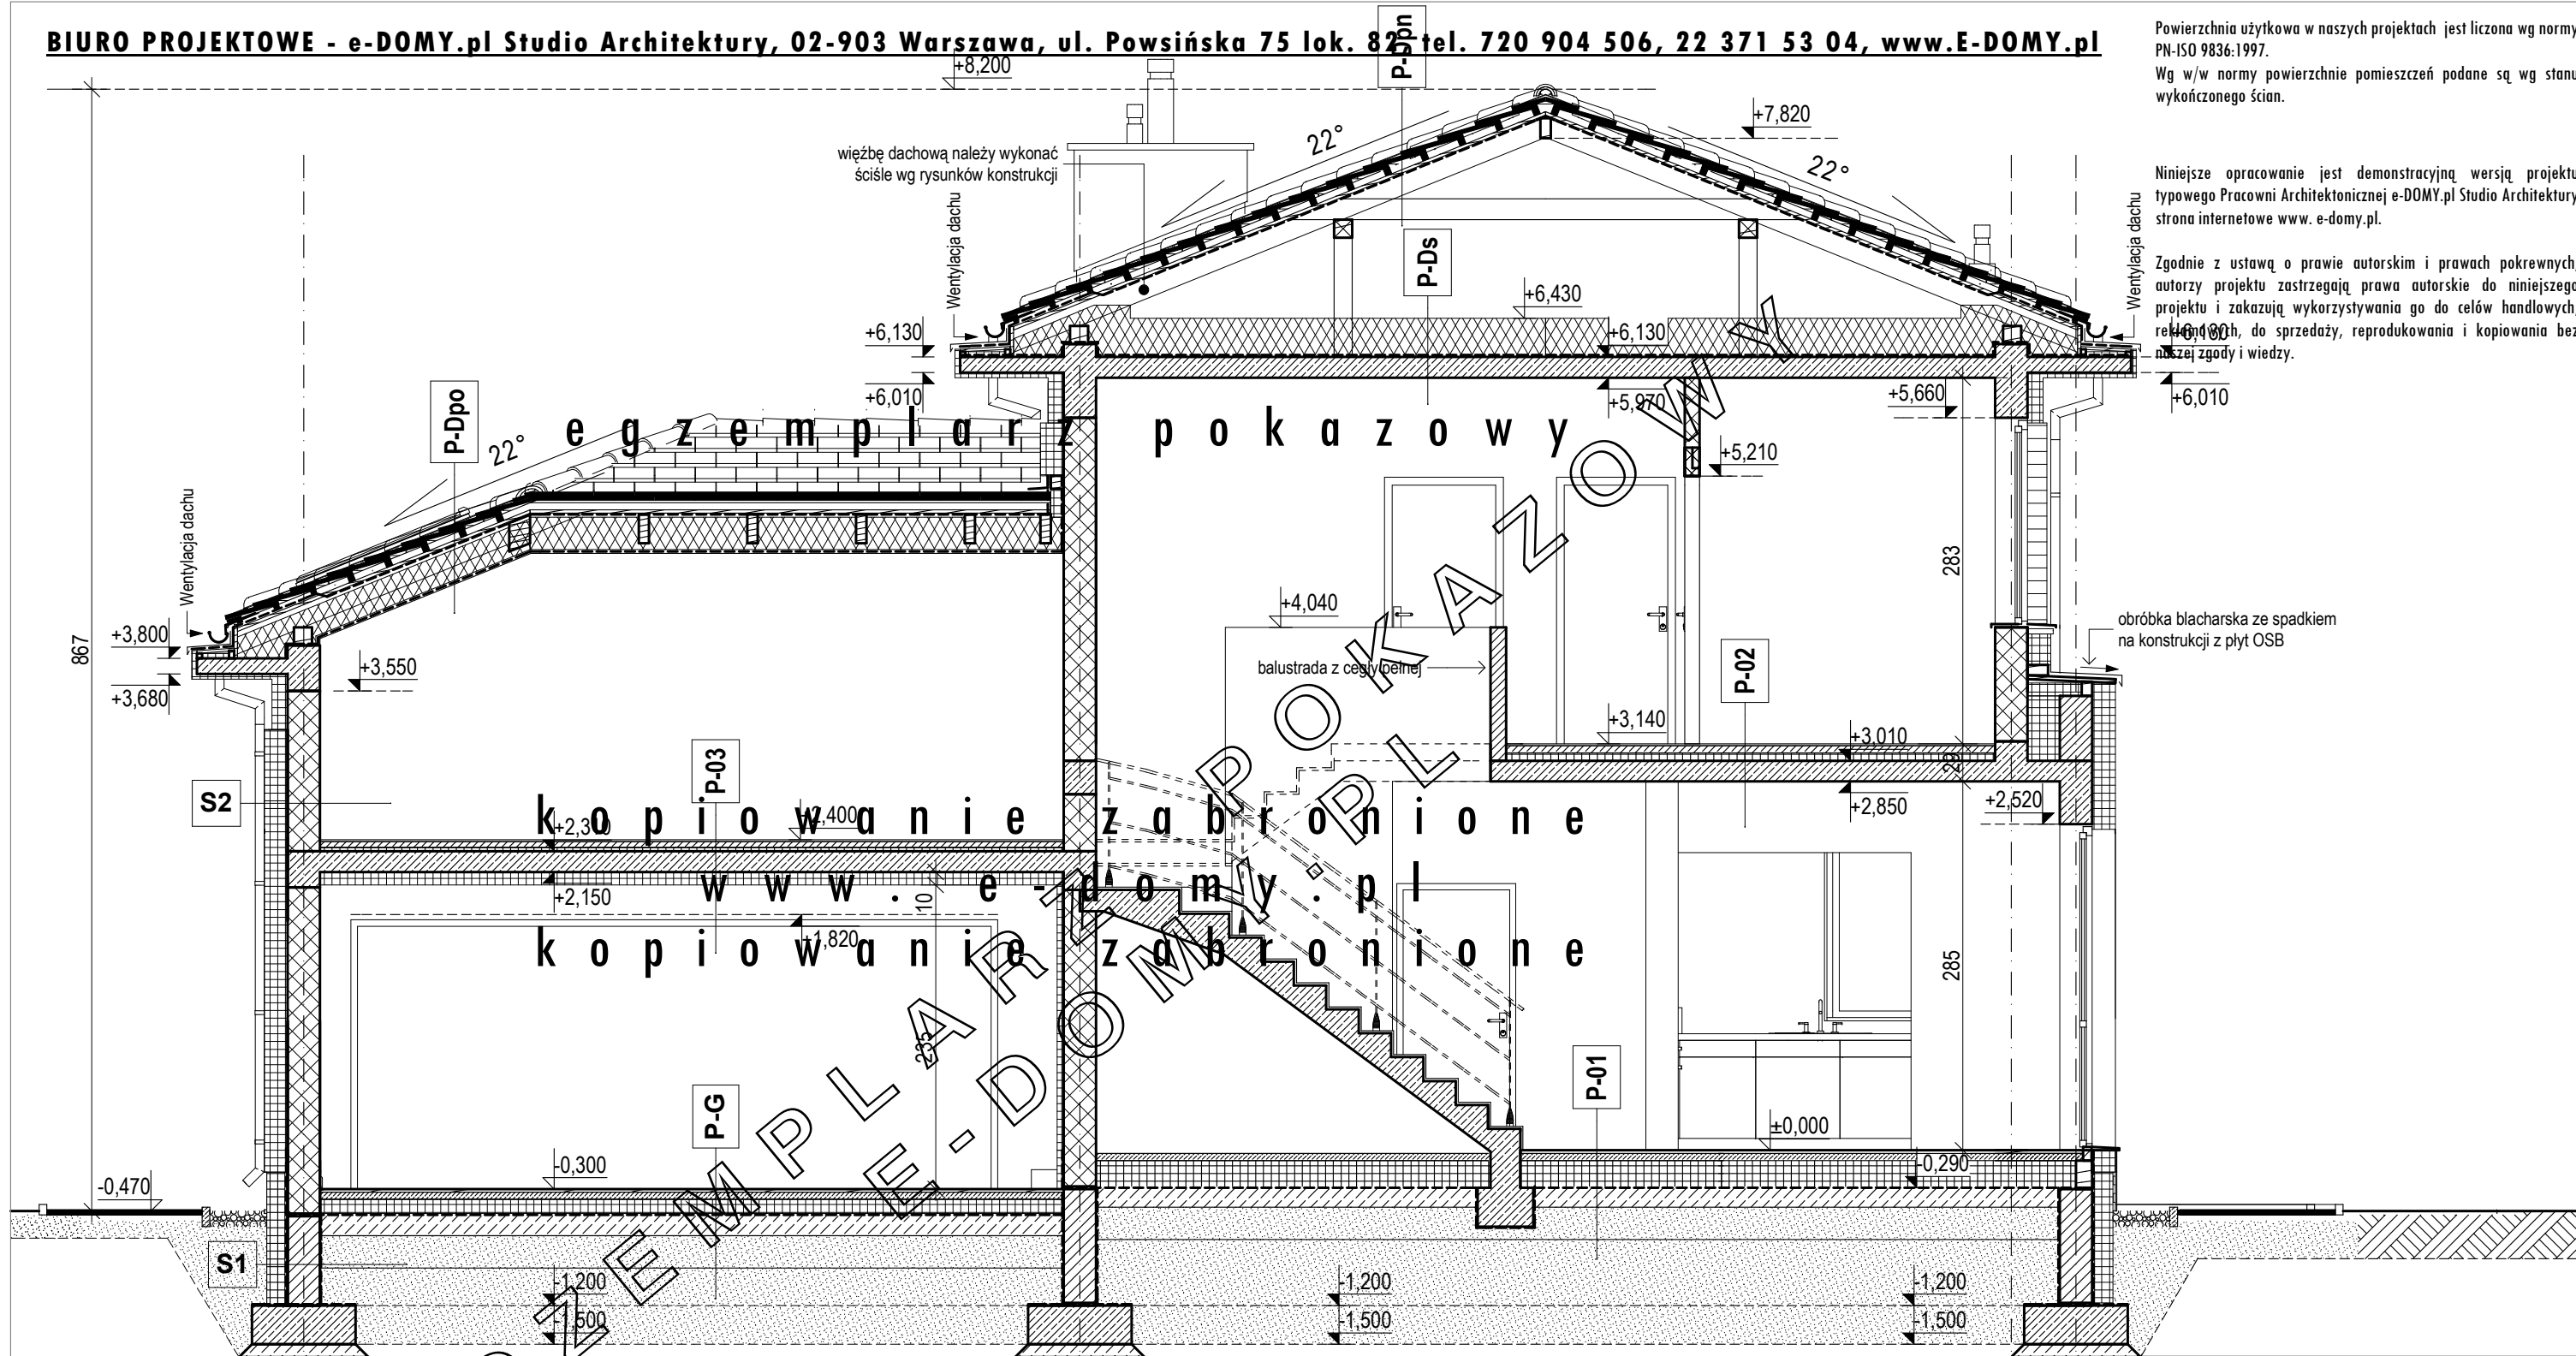 BIURO PROJEKTOWE - e-DOMY.pl Studio Architektury, 02-903 Warszawa, ul. Powsińska 75 lok. 82, tel. 720 904 506, 22 371 53 04, www.E-DOMY.pl
Powierzchnia użytkowa w naszych projektach jest liczona wg normy
PN-ISO 9836:1997.
Wg w/w normy powierzchnie pomieszczeń podane są wg stanu
wykończonego ścian.
Niniejsze opracowanie jest demonstracyjną wersją projektu
typowego Pracowni Architektonicznej e-DOMY.pl Studio Architektury
strona internetowe www. e-domy.pl.
Zgodnie z ustawą o prawie autorskim i prawach pokrewnych,
autorzy projektu zastrzegają prawa autorskie do niniejszego
projektu i zakazują wykorzystywania go do celów handlowych,
reklamowych, do sprzedaży, reprodukowania i kopiowania bez
naszej zgody i wiedzy.
+8,200
P-Dpn
+7,820
22°
22°
więźbę dachową należy wykonać
ściśle wg rysunków konstrukcji
Wentylacja dachu
Wentylacja dachu
P-Ds
+6,430
+6,130
+6,130
+6,130
+6,010
+5,970
+5,660
+6,010
P-Dpo
22°
egzemplarz pokazowy
+5,210
Wentylacja dachu
283
867
+3,800
+3,680
+3,550
+4,040
balustrada z cegły pełnej
P-02
obróbka blacharska ze spadkiem
na konstrukcji z płyt OSB
+3,140
+3,010
29
S2
P-03
+2,850
+2,520
+2,400
kopiowanie zabronione
+2,150
www.e-domy.pl
10
+1,820
kopiowanie zabronione
285
235
P-G
P-01
±0,000
-0,300
-0,290
-0,470
S1
-1,200
-1,200
-1,200
-1,500
-1,500
-1,500
EGZEMPLARZ POKAZOWY
E-DOMY.PL